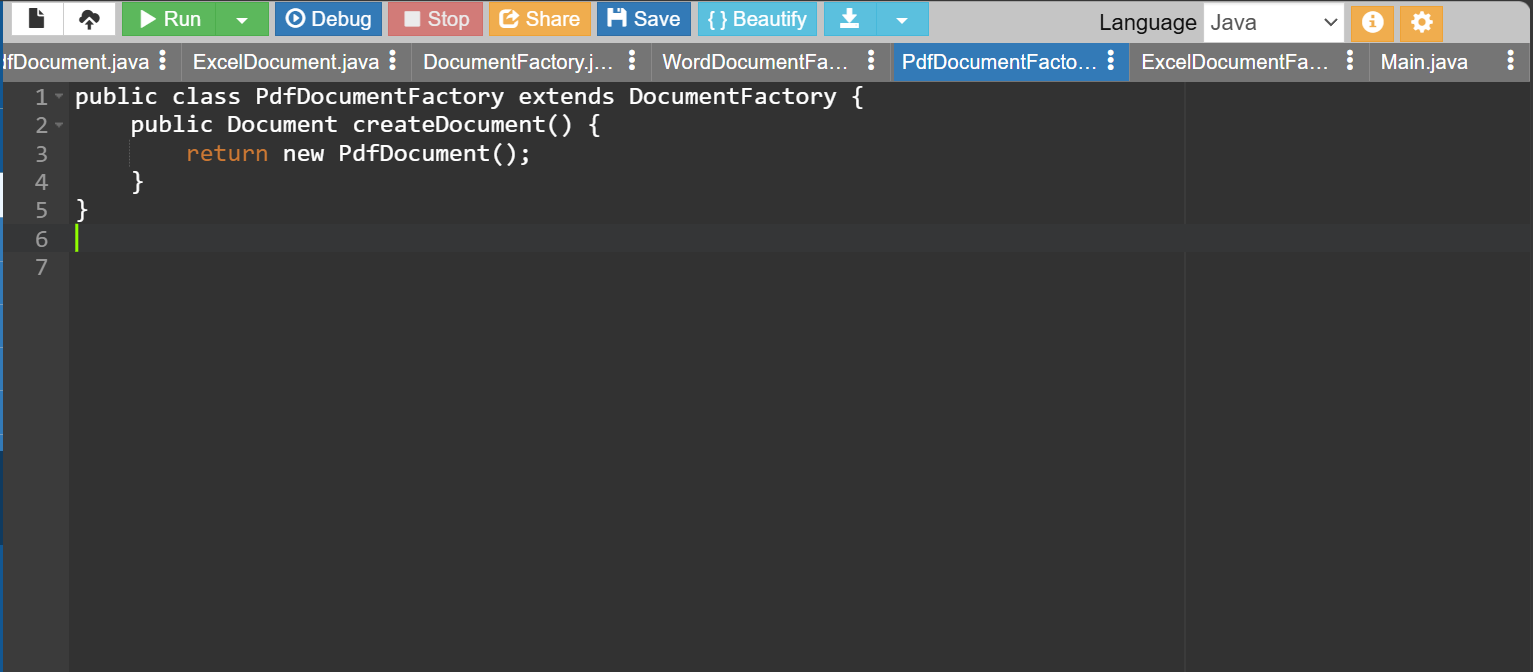 Run Debug Stop Share Save { } Beautify Language Java
fDocument.java ExcelDocument.java DocumentFactory.j... WordDocumentFa... PdfDocumentFacto... ExcelDocumentFa... Main.java
1 public class PdfDocumentFactory extends DocumentFactory {
2 public Document createDocument() {
3 return new PdfDocument();
4 }
5 }
6
7